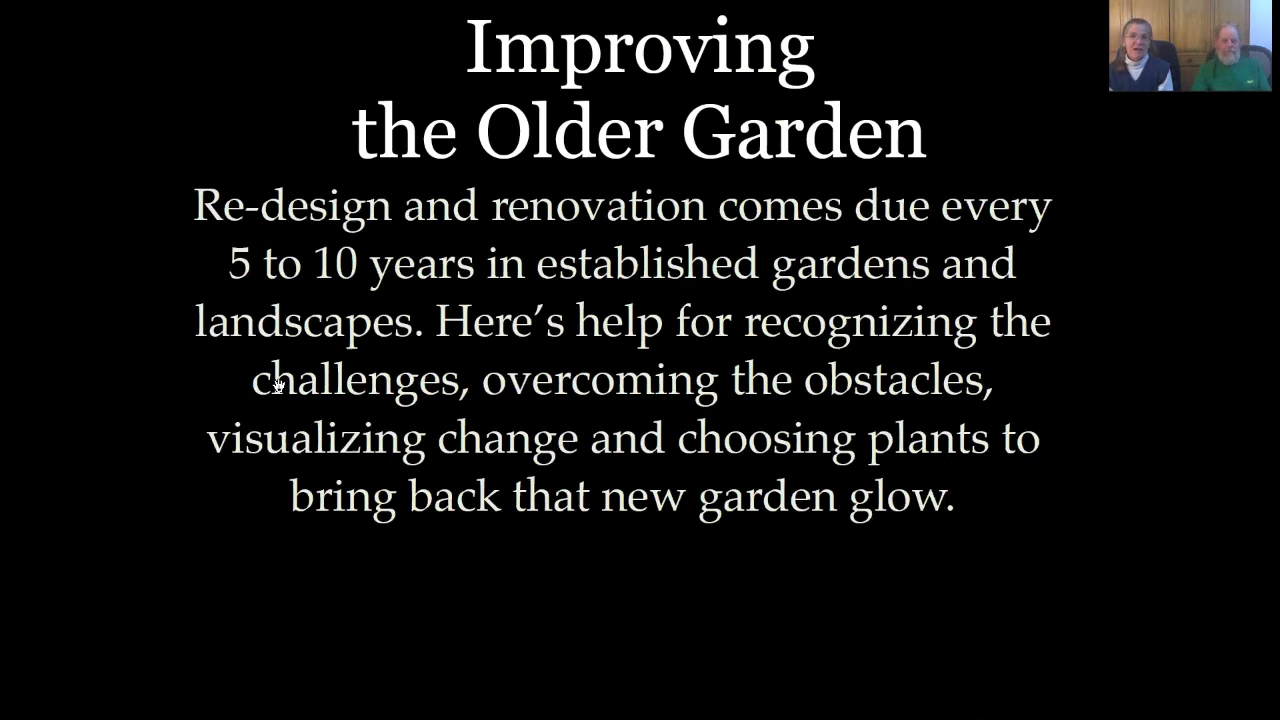 Improving
the Older Garden
Re-design and renovation comes due every
5 to 10 years in established gardens and
landscapes. Here’s help for recognizing the
challenges, overcoming the obstacles,
visualizing change and choosing plants to
bring back that new garden glow.